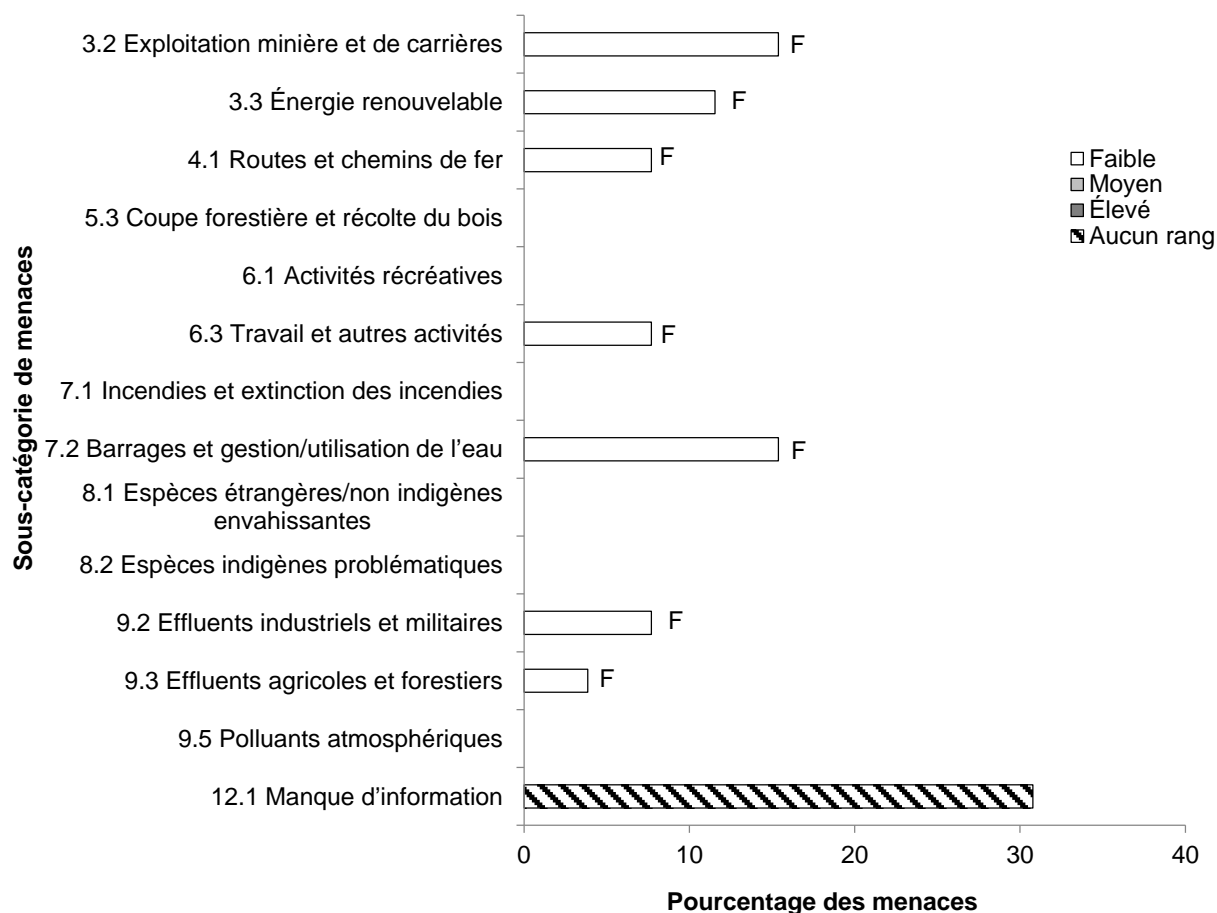 3.2 Exploitation minière et de carrières
F
3.3 Énergie renouvelable
F
4.1 Routes et chemins de fer
F
5.3 Coupe forestière et récolte du bois
6.1 Activités récréatives
6.3 Travail et autres activités
F
7.1 Incendies et extinction des incendies
7.2 Barrages et gestion/utilisation de l’eau
F
8.1 Espèces étrangères/non indigènes
envahissantes
8.2 Espèces indigènes problématiques
9.2 Effluents industriels et militaires
F
9.3 Effluents agricoles et forestiers
F
9.5 Polluants atmosphériques
12.1 Manque d’information
Sous-catégorie de menaces
Faible
Moyen
Élevé
Aucun rang
0 10 20 30 40
Pourcentage des menaces